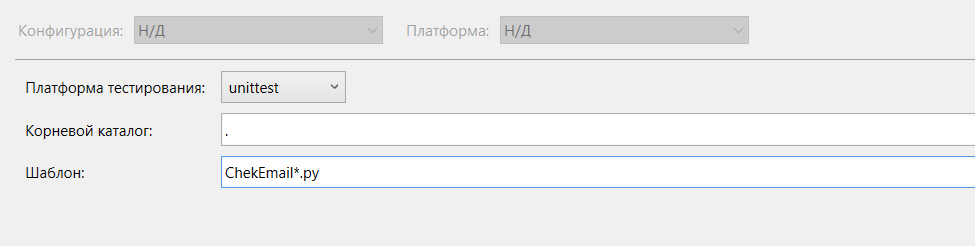 Конфигурация: Н/Д Платформа: Н/Д
Платформа тестирования: unittest
Корневой каталог: .
Шаблон: ChekEmail*.py